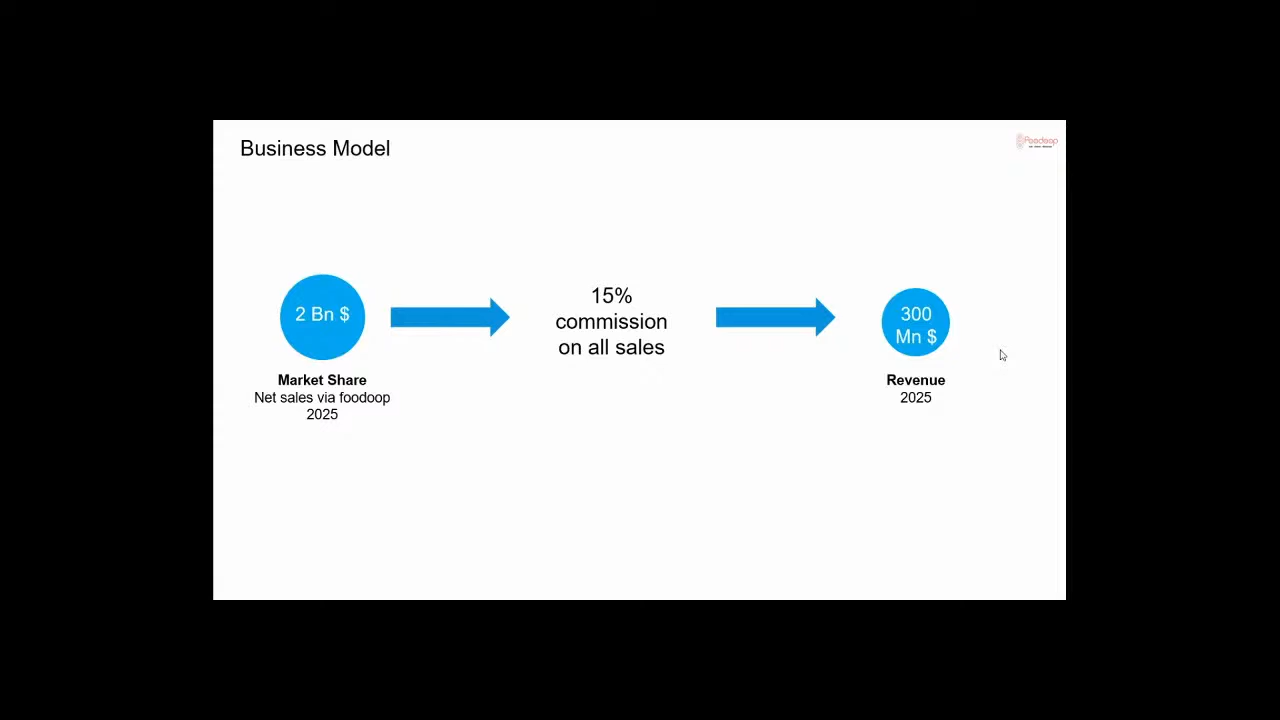 Business Model
Foodoop
2 Bn $
15%
commission
on all sales
300
Mn $
Market Share
Net sales via foodoop
2025
Revenue
2025